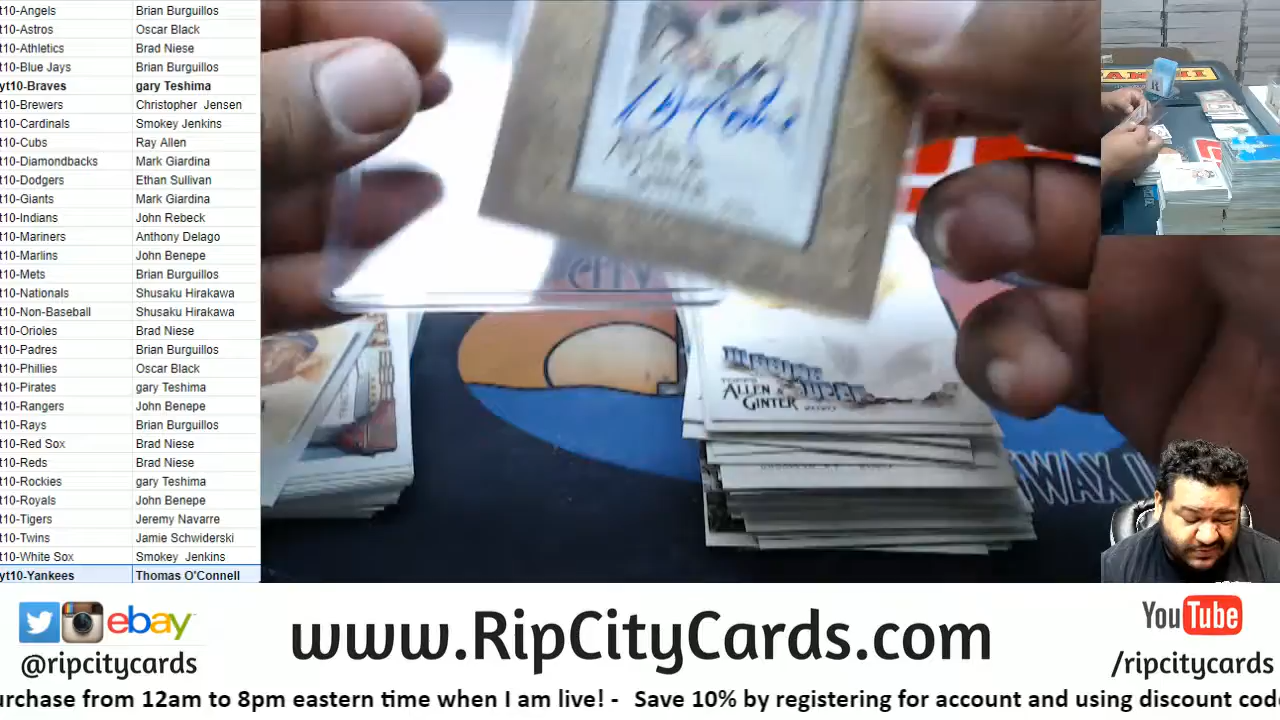 t10-Angels Brian Burguillos
t10-Astros Oscar Black
t10-Athletics Brad Niese
t10-Blue Jays Brian Burguillos
yt10-Braves gary Teshima
t10-Brewers Christopher Jensen
t10-Cardinals Smokey Jenkins
t10-Cubs Ray Allen
t10-Diamondbacks Mark Giardina
t10-Dodgers Ethan Sullivan
t10-Giants Mark Giardina
t10-Indians John Rebeck
t10-Mariners Anthony Delago
t10-Marlins John Benepe
t10-Mets Brian Burguillos
t10-Nationals Shusaku Hirakawa
t10-Non-Baseball Shusaku Hirakawa
t10-Orioles Brad Niese
t10-Padres Brian Burguillos
t10-Phillies Oscar Black
t10-Pirates gary Teshima
t10-Rangers John Benepe
t10-Rays Brian Burguillos
t10-Red Sox Brad Niese
t10-Reds Brad Niese
t10-Rockies gary Teshima
t10-Royals John Benepe
t10-Tigers Jeremy Navarre
t10-Twins Jamie Schwiderski
t10-White Sox Smokey Jenkins
yt10-Yankees Thomas O'Connell
PANINI
TOPPS
ALLEN &
GINTER
2020
WAX
ebay
@ripcitycards
www.RipCityCards.com
YouTube
/ripcitycards
urchase from 12am to 8pm eastern time when I am live! - Save 10% by registering for account and using discount code